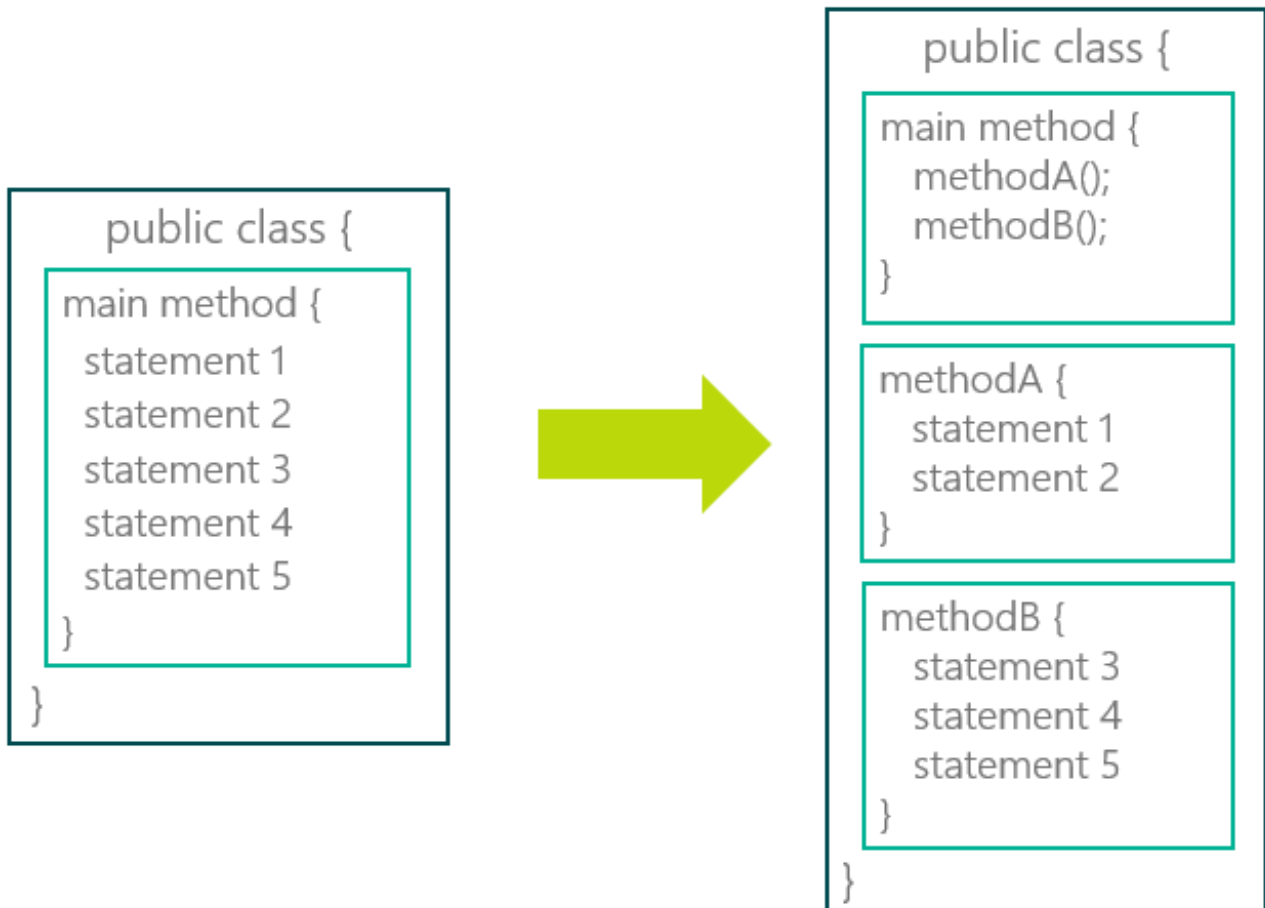 public class {
main method {
statement 1
statement 2
statement 3
statement 4
statement 5
}
}
public class {
main method {
methodA();
methodB();
}
methodA {
statement 1
statement 2
}
methodB {
statement 3
statement 4
statement 5
}
}